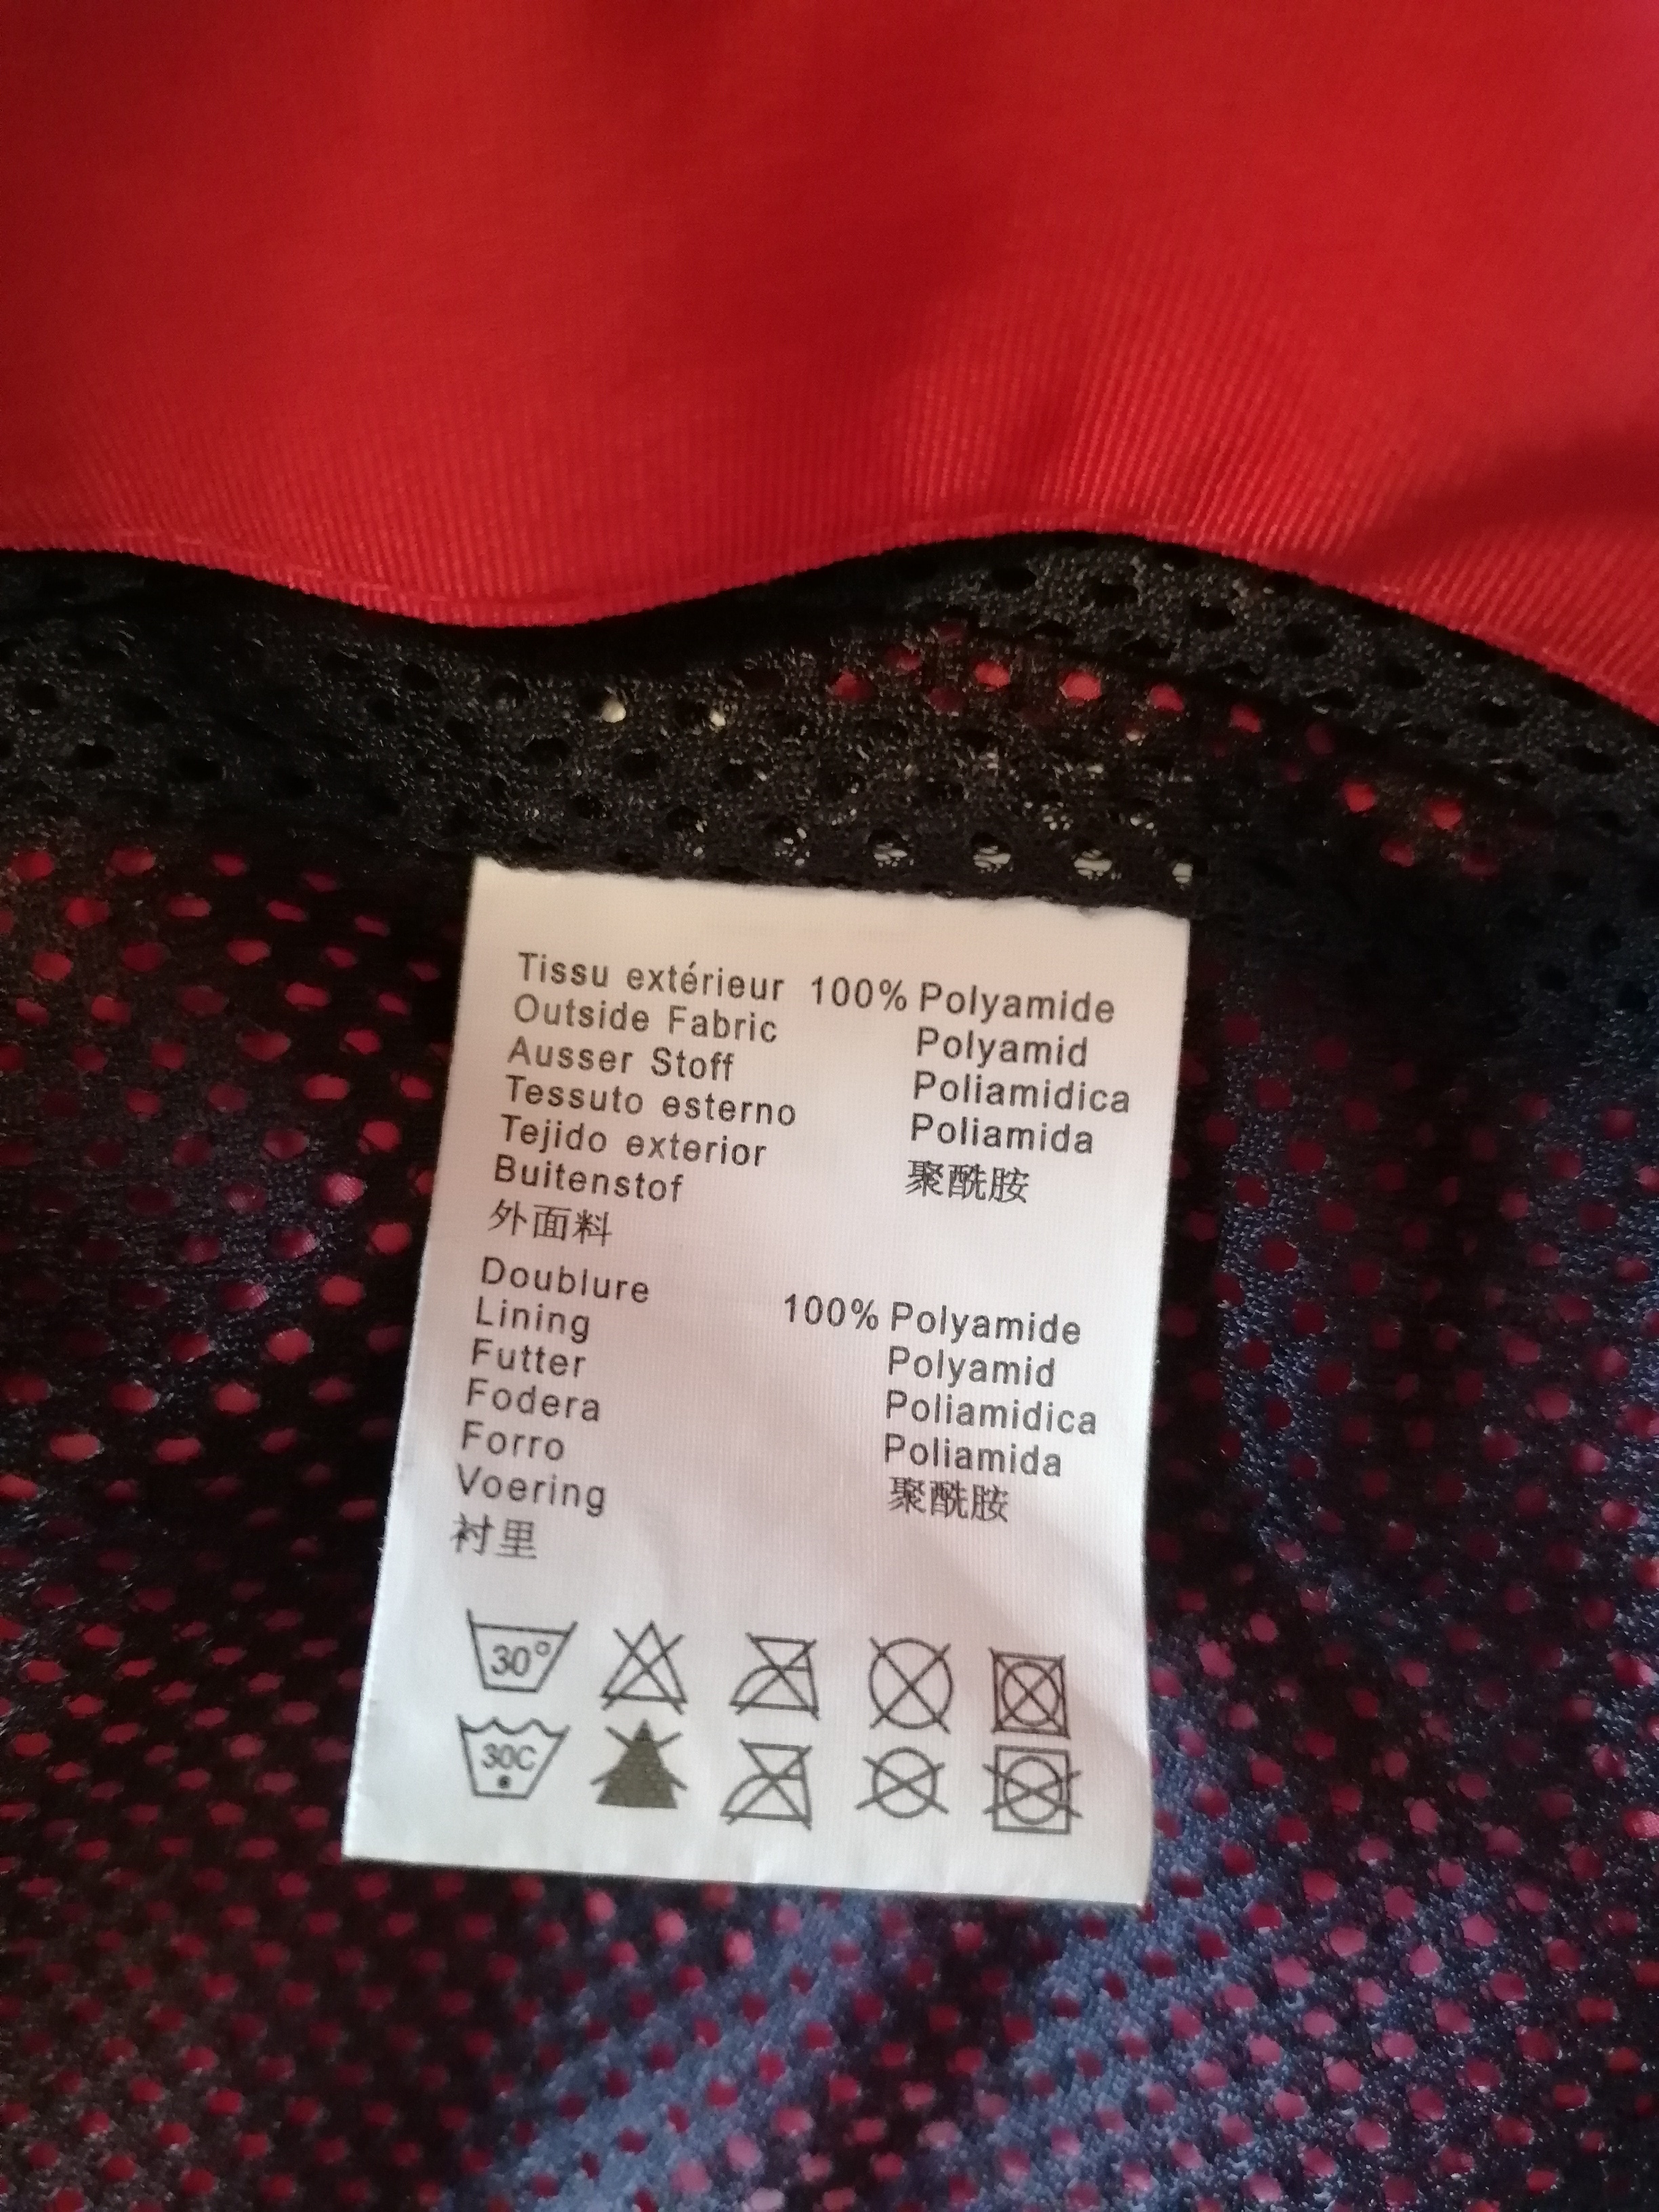 Tissu extérieur 100% Polyamide
Outside Fabric Polyamid
Ausser Stoff Poliamidica
Tessuto esterno Poliamida
Tejido exterior 聚酰胺
Buitenstof
外面料
Doublure 100% Polyamide
Lining Polyamid
Futter Poliamidica
Fodera Poliamida
Forro 聚酰胺
Voering
衬里
30°
30C